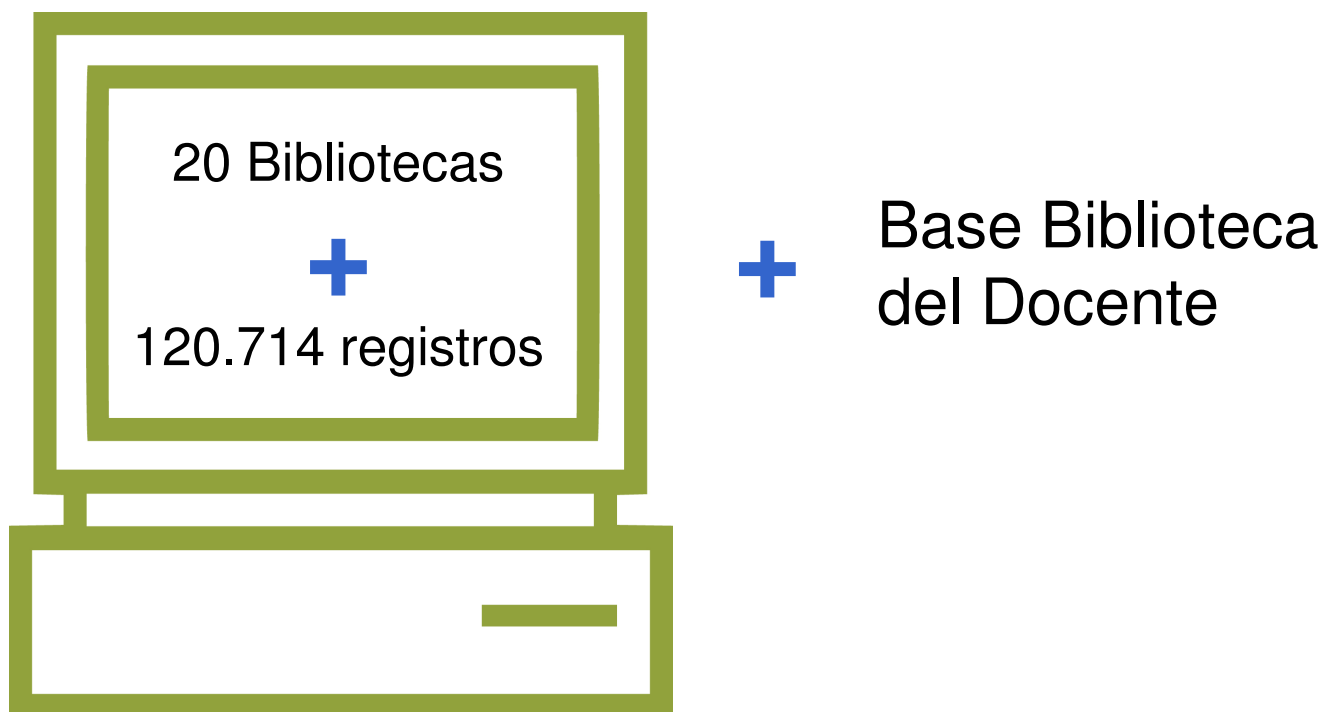 20 Bibliotecas
+
120.714 registros
+
Base Biblioteca
del Docente